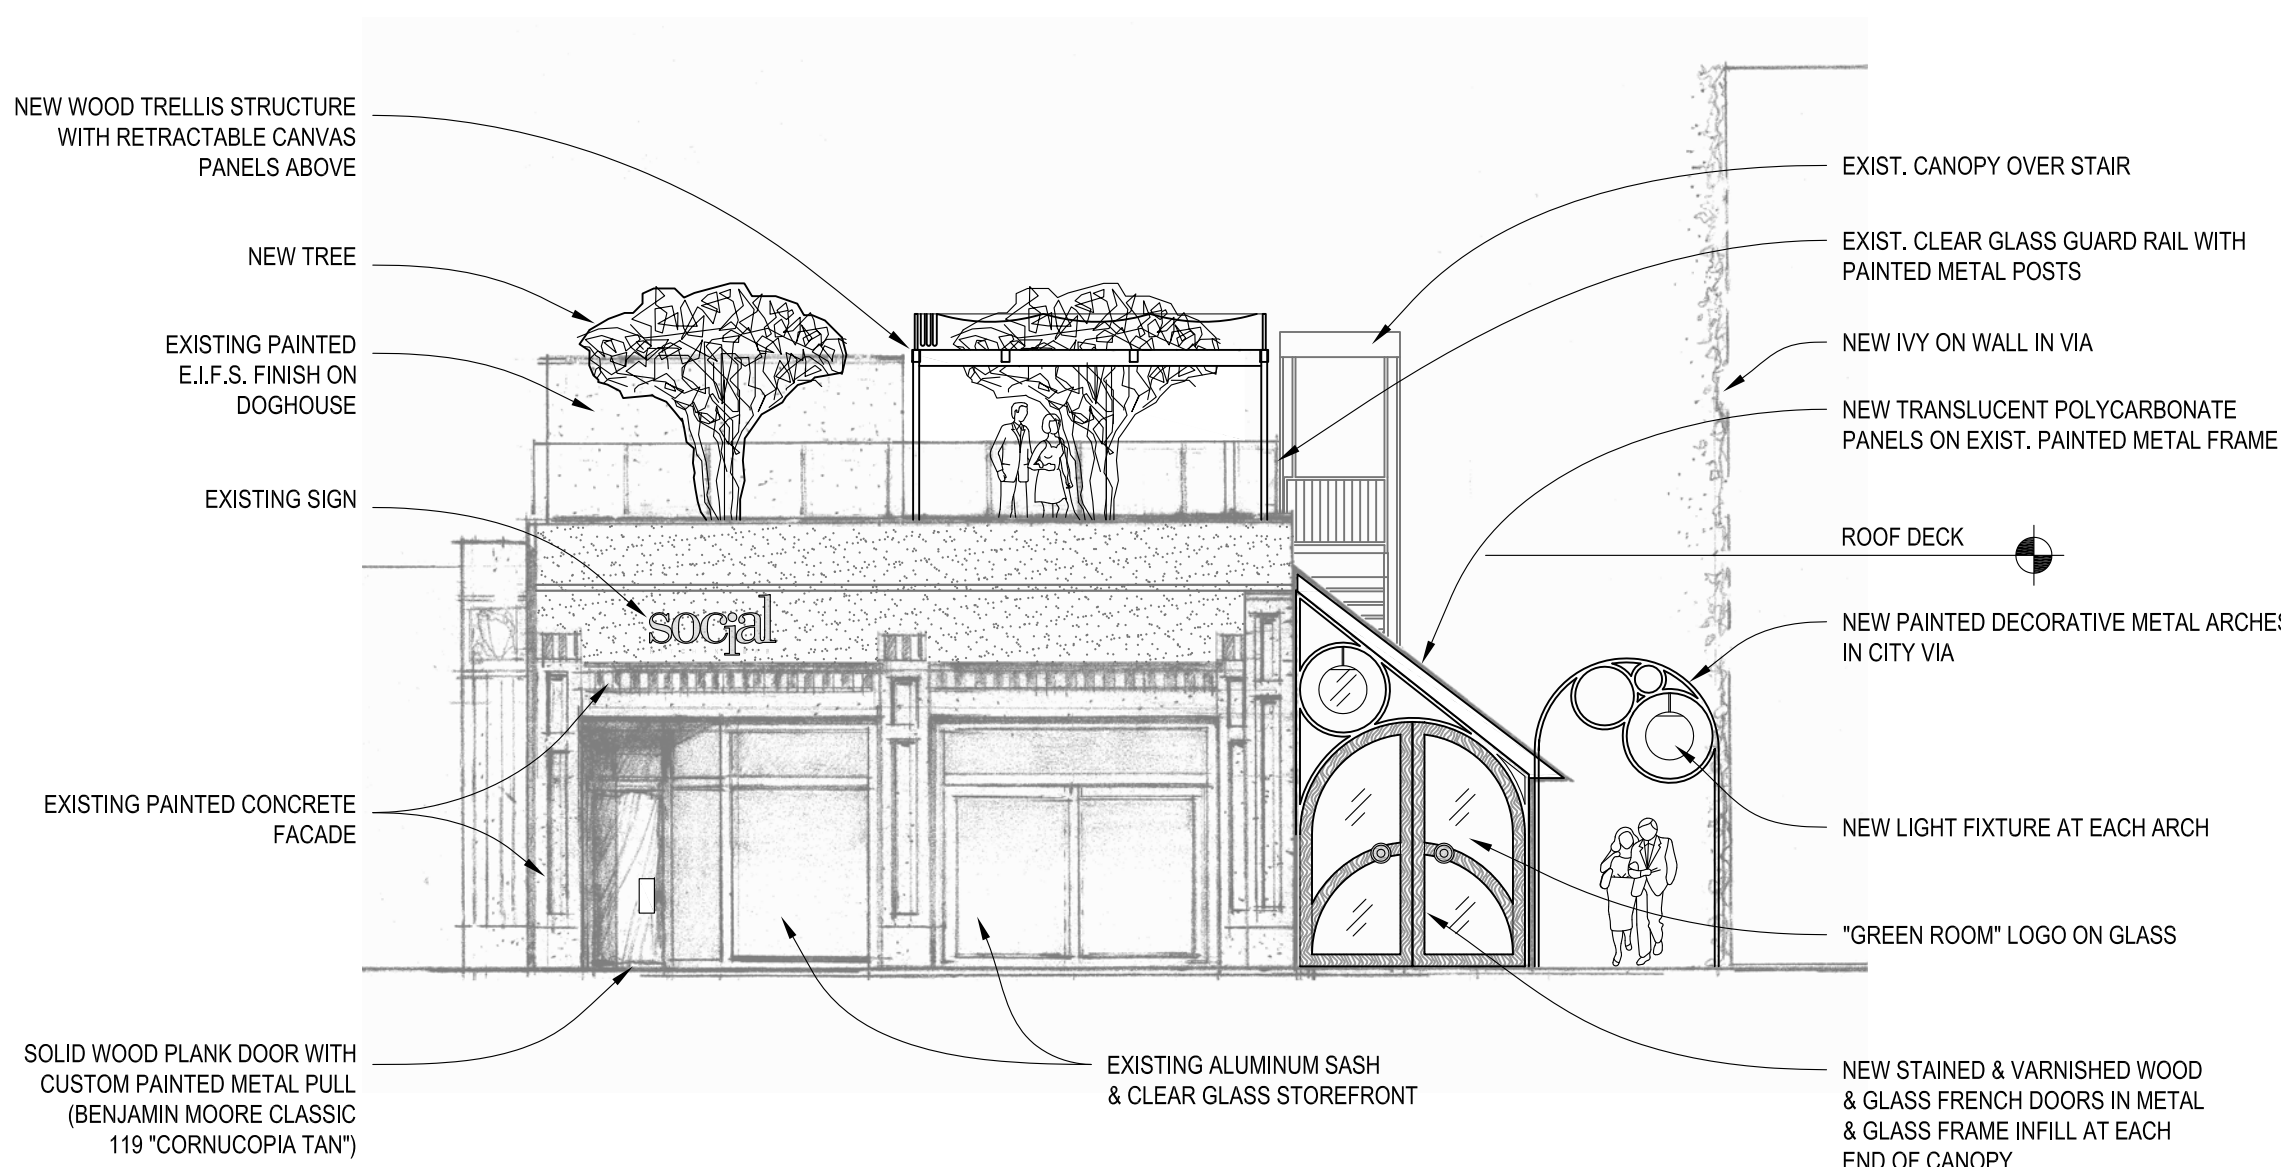 NEW WOOD TRELLIS STRUCTURE
WITH RETRACTABLE CANVAS
PANELS ABOVE
NEW TREE
EXISTING PAINTED
E.I.F.S. FINISH ON
DOGHOUSE
EXISTING SIGN
EXISTING PAINTED CONCRETE
FACADE
SOLID WOOD PLANK DOOR WITH
CUSTOM PAINTED METAL PULL
(BENJAMIN MOORE CLASSIC
119 "CORNUCOPIA TAN")
social
EXISTING ALUMINUM SASH
& CLEAR GLASS STOREFRONT
EXIST. CANOPY OVER STAIR
EXIST. CLEAR GLASS GUARD RAIL WITH
PAINTED METAL POSTS
NEW IVY ON WALL IN VIA
NEW TRANSLUCENT POLYCARBONATE
PANELS ON EXIST. PAINTED METAL FRAME
ROOF DECK
NEW PAINTED DECORATIVE METAL ARCHES
IN CITY VIA
NEW LIGHT FIXTURE AT EACH ARCH
"GREEN ROOM" LOGO ON GLASS
NEW STAINED & VARNISHED WOOD
& GLASS FRENCH DOORS IN METAL
& GLASS FRAME INFILL AT EACH
END OF CANOPY